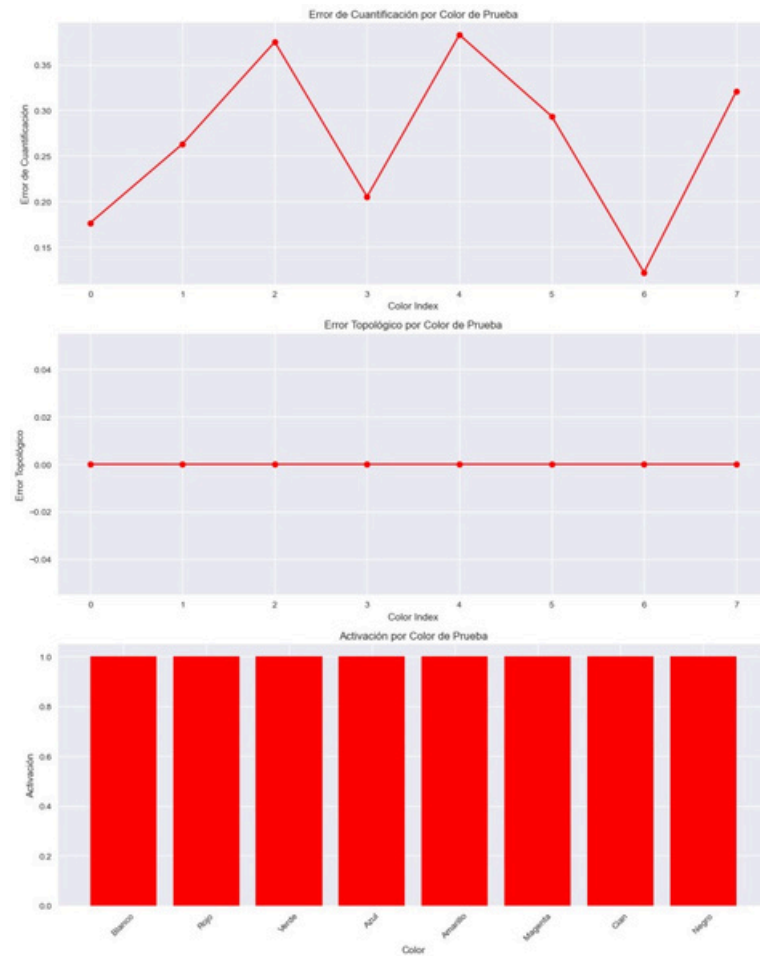 Error de Cuantificación por Color de Prueba
Error de Cuantificación
0.35
0.30
0.25
0.20
0.15
0 1 2 3 4 5 6 7
Color Index
Error Topológico por Color de Prueba
Error Topológico
0.04
0.02
0.00
−0.02
−0.04
0 1 2 3 4 5 6 7
Color Index
Activación por Color de Prueba
Activación
1.0
0.8
0.6
0.4
0.2
0.0
Blanco Rojo Verde Azul Amarillo Magenta Cian Negro
Color